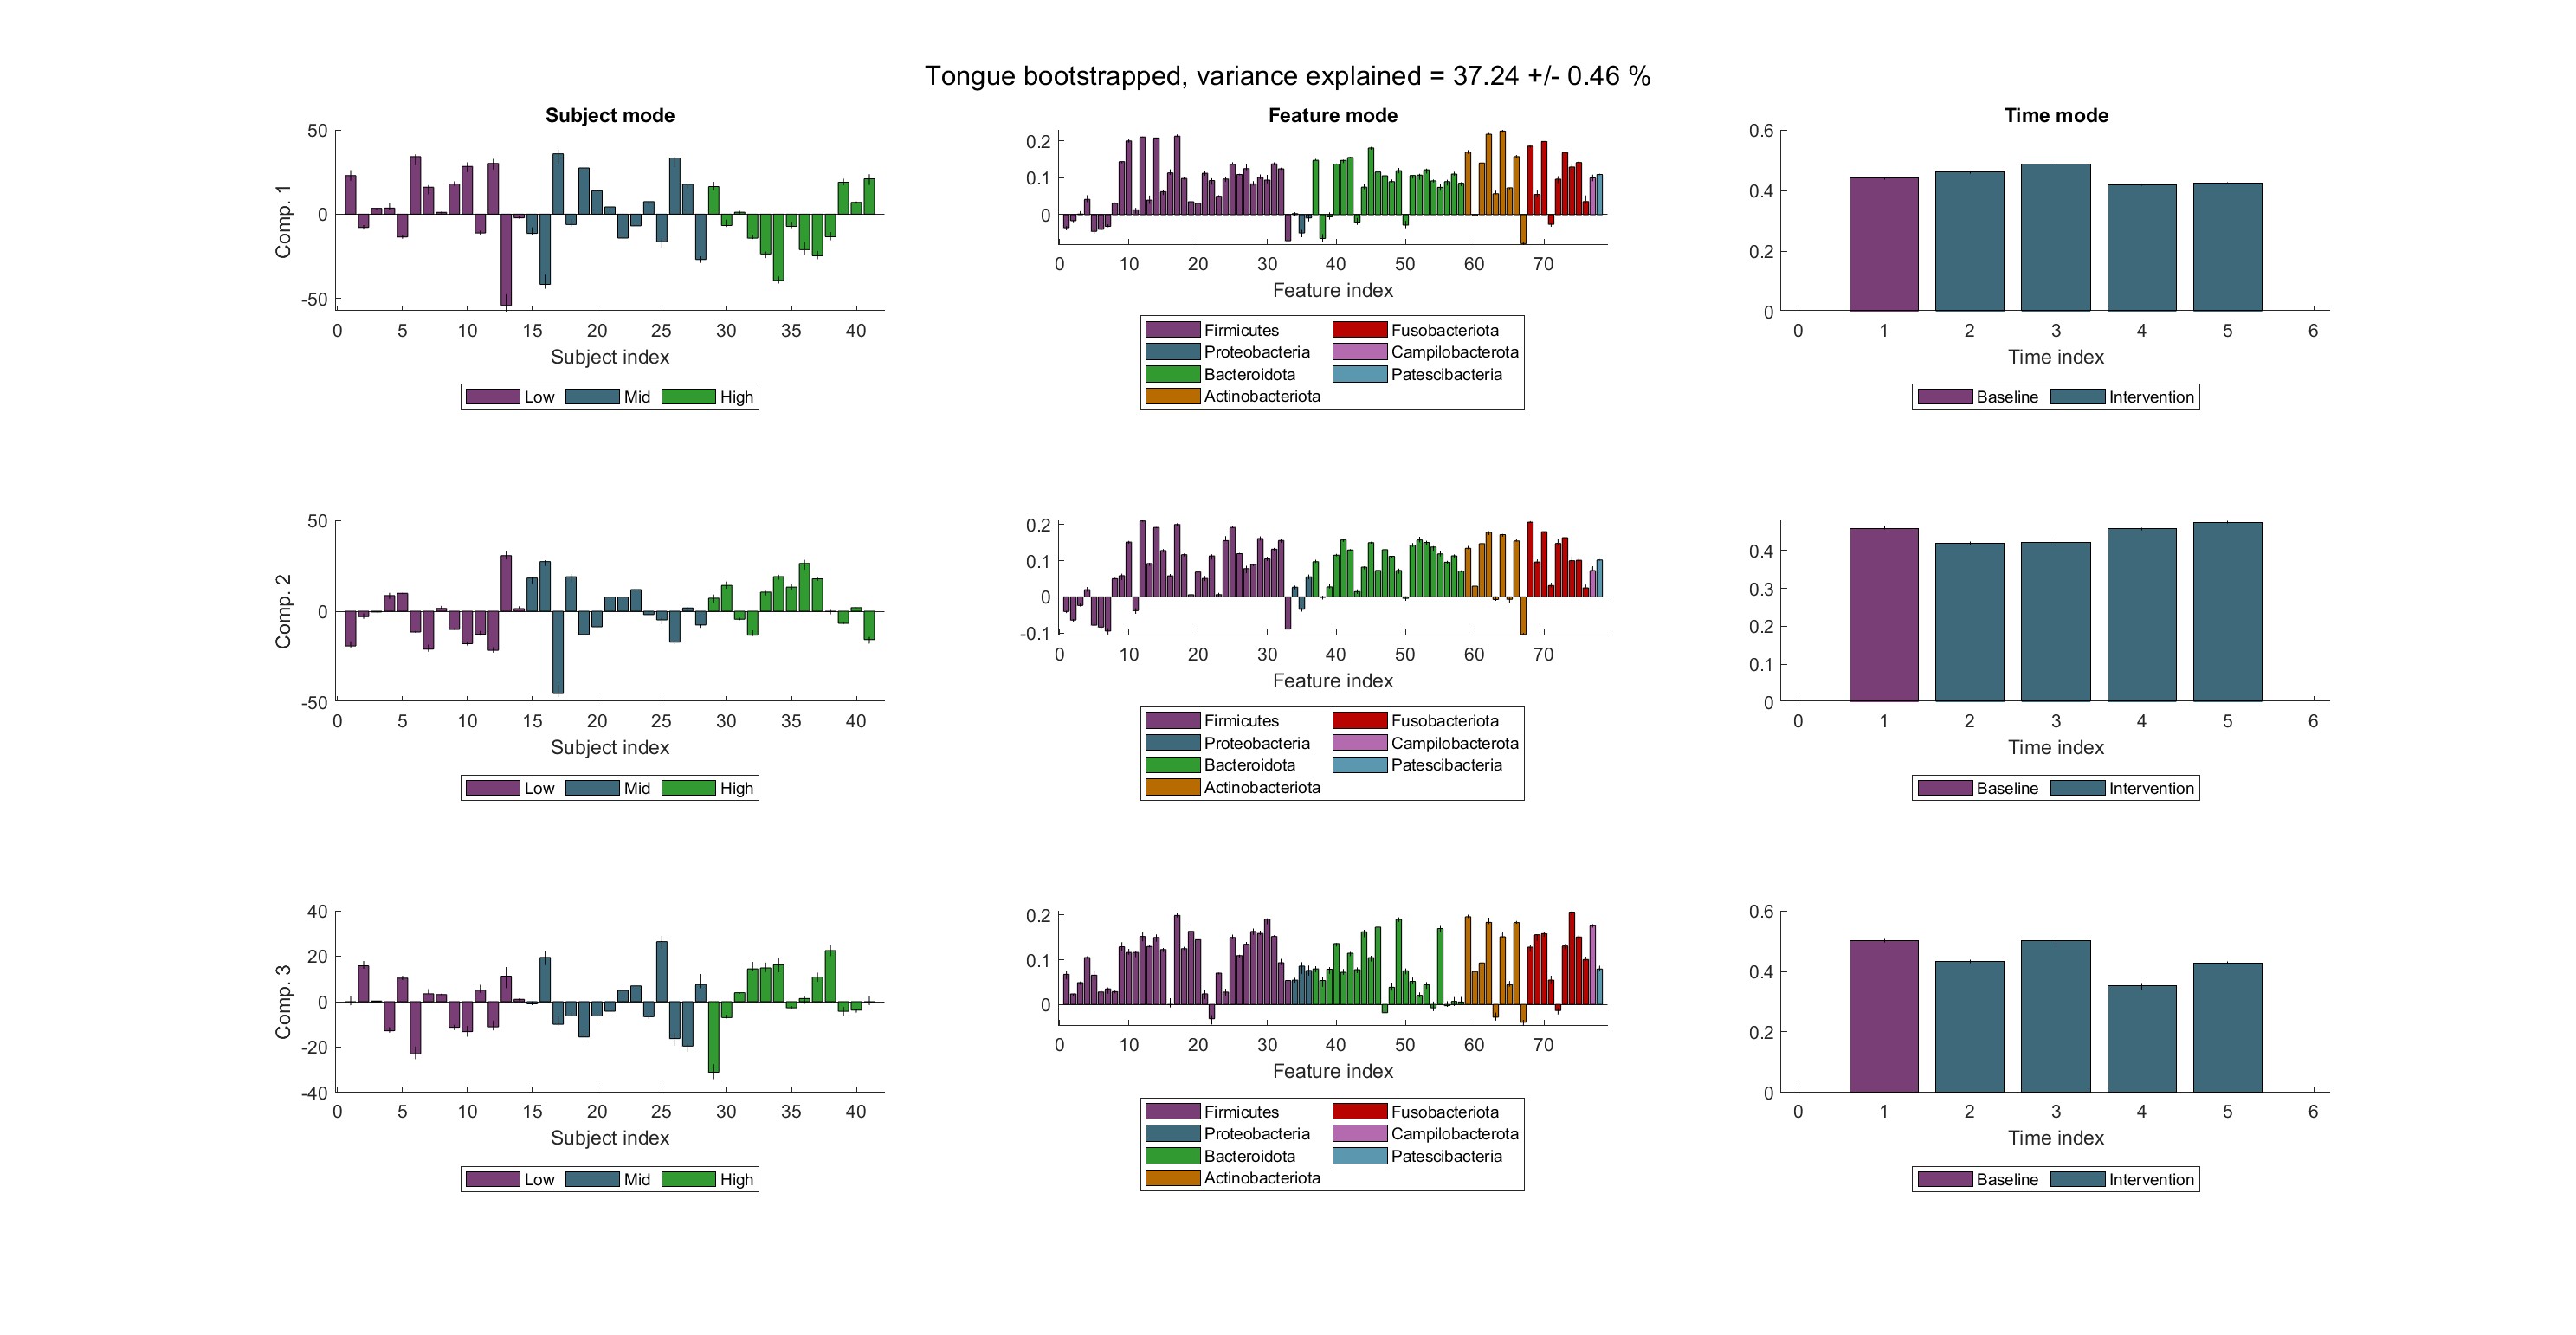 Tongue bootstrapped, variance explained = 37.24 +/- 0.46 %
Subject mode
Feature mode
Time mode
Comp. 1
50
0
-50
0 5 10 15 20 25 30 35 40
Subject index
Low Mid High
0.2
0.1
0
0 10 20 30 40 50 60 70
Feature index
Firmicutes Fusobacteriota
Proteobacteria Campilobacterota
Bacteroidota Patescibacteria
Actinobacteriota
0.6
0.4
0.2
0
0 1 2 3 4 5 6
Time index
Baseline Intervention
Comp. 2
50
0
-50
0 5 10 15 20 25 30 35 40
Subject index
Low Mid High
0.2
0.1
0
-0.1
0 10 20 30 40 50 60 70
Feature index
Firmicutes Fusobacteriota
Proteobacteria Campilobacterota
Bacteroidota Patescibacteria
Actinobacteriota
0.4
0.3
0.2
0.1
0
0 1 2 3 4 5 6
Time index
Baseline Intervention
Comp. 3
40
20
0
-20
-40
0 5 10 15 20 25 30 35 40
Subject index
Low Mid High
0.2
0.1
0
0 10 20 30 40 50 60 70
Feature index
Firmicutes Fusobacteriota
Proteobacteria Campilobacterota
Bacteroidota Patescibacteria
Actinobacteriota
0.6
0.4
0.2
0
0 1 2 3 4 5 6
Time index
Baseline Intervention